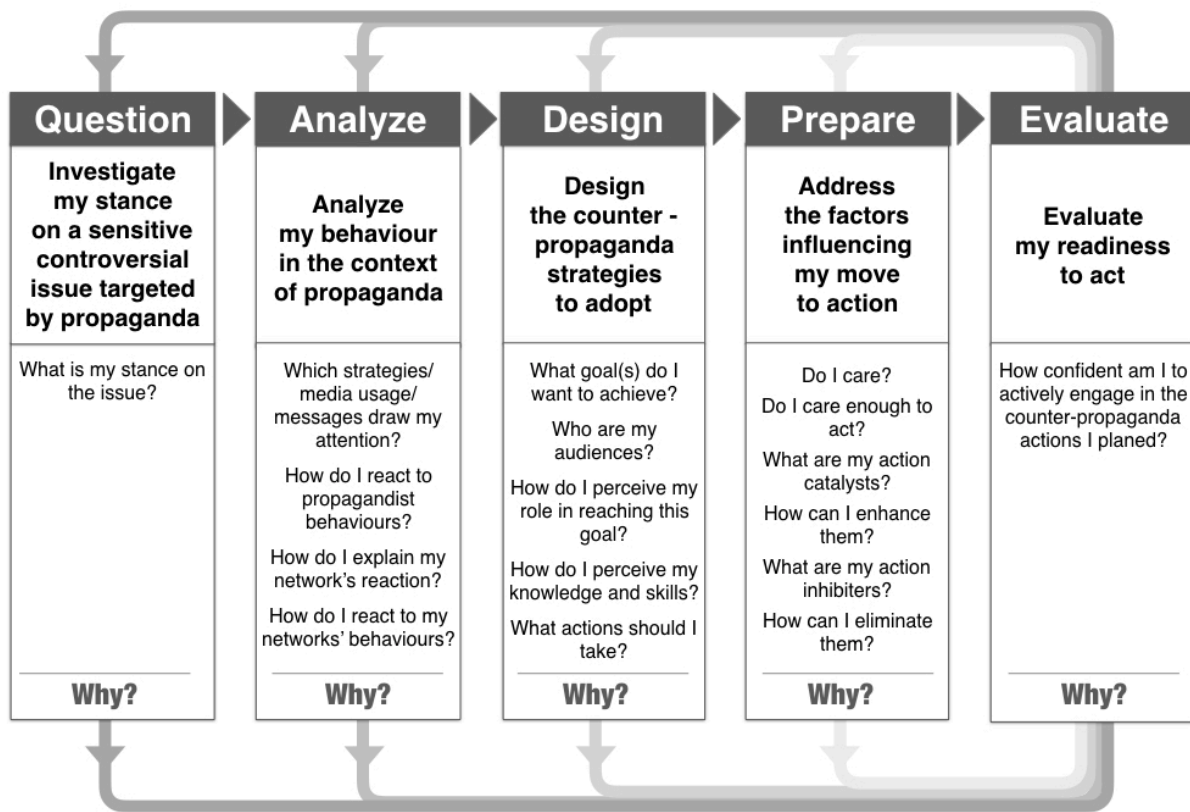 Question
Investigate
my stance
on a sensitive
controversial
issue targeted
by propaganda
What is my stance on
the issue?
Why?
Analyze
Analyze
my behaviour
in the context
of propaganda
Which strategies/
media usage/
messages draw my
attention?
How do I react to
propagandist
behaviours?
How do I explain my
network's reaction?
How do I react to my
networks' behaviours?
Why?
Design
Design
the counter -
propaganda
strategies
to adopt
What goal(s) do I
want to achieve?
Who are my
audiences?
How do I perceive my
role in reaching this
goal?
How do I perceive my
knowledge and skills?
What actions should I
take?
Why?
Prepare
Address
the factors
influencing
my move
to action
Do I care?
Do I care enough to
act?
What are my action
catalysts?
How can I enhance
them?
What are my action
inhibiters?
How can I eliminate
them?
Why?
Evaluate
Evaluate
my readiness
to act
How confident am I to
actively engage in the
counter-propaganda
actions I planed?
Why?